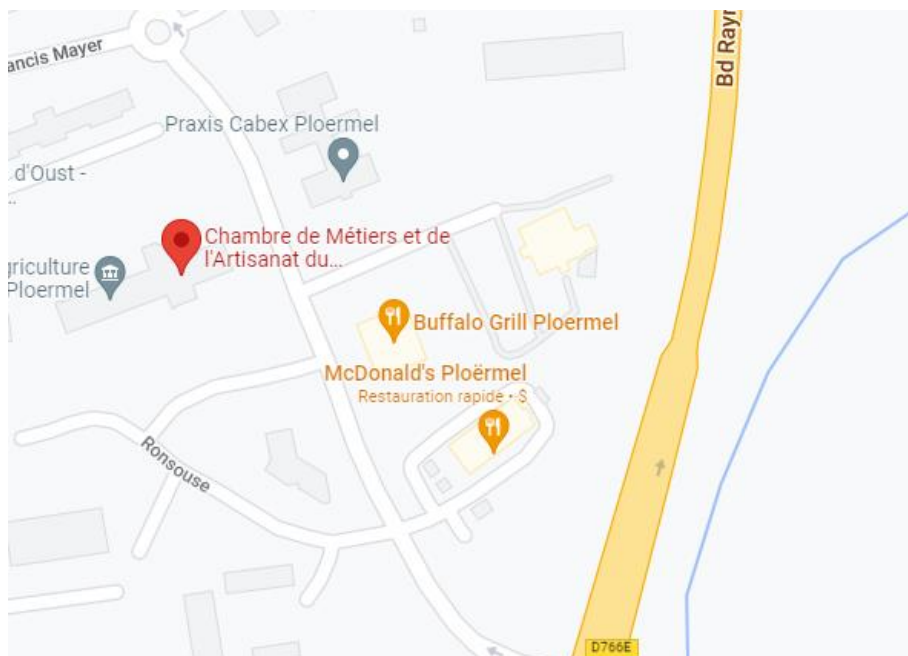 ancis Mayer
Bd Rayr
Praxis Cabex Ploermel
d'Oust -
..
Chambre de Métiers et de
l'Artisanat du...
griculture
Ploermel
Buffalo Grill Ploermel
McDonald's Ploërmel
Restauration rapide • $
Ronsouse
D766E